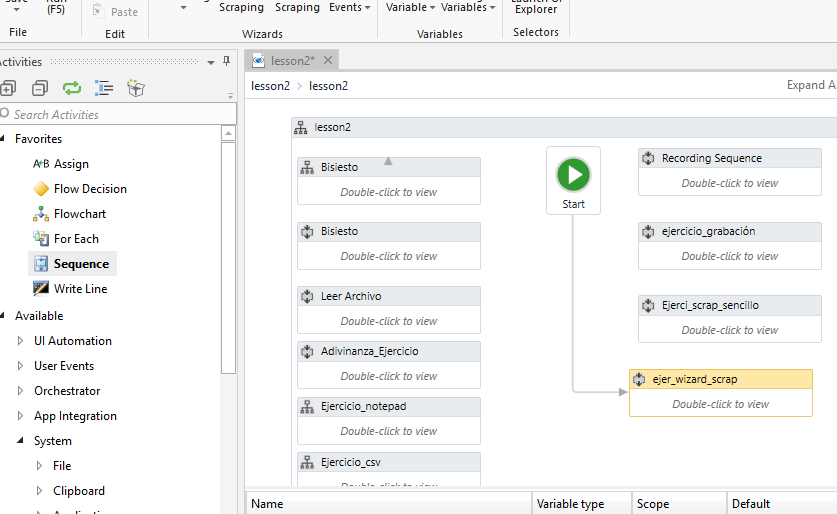 (F5)
Paste
Scraping
Scraping
Events
Variable
Variables
Explorer
File
Edit
Wizards
Variables
Selectors
Activities
lesson2*
lesson2 > lesson2
Expand A
Search Activities
Favorites
A+B Assign
Flow Decision
Flowchart
For Each
Sequence
Write Line
Available
UI Automation
User Events
Orchestrator
App Integration
System
File
Clipboard
lesson2
Bisiesto
Double-click to view
Bisiesto
Double-click to view
Leer Archivo
Double-click to view
Adivinanza_Ejercicio
Double-click to view
Ejercicio_notepad
Double-click to view
Ejercicio_csv
Start
Recording Sequence
Double-click to view
ejercicio_grabación
Double-click to view
Ejerci_scrap_sencillo
Double-click to view
ejer_wizard_scrap
Double-click to view
Name
Variable type
Scope
Default